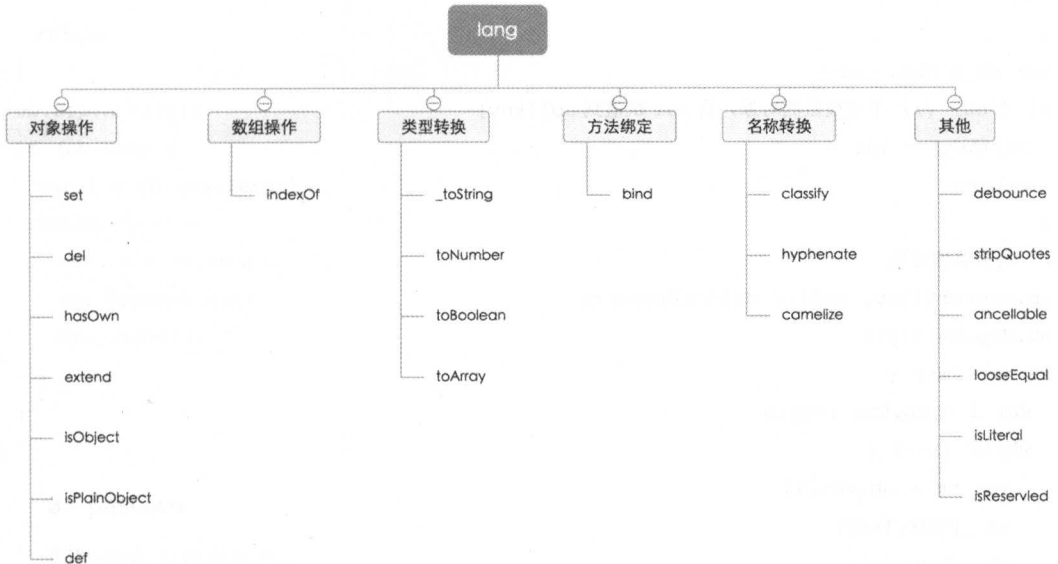 lang
对象操作
set
del
hasOwn
extend
isObject
isPlainObject
def
数组操作
indexOf
类型转换
_toString
toNumber
toBoolean
toArray
方法绑定
bind
名称转换
classify
hyphenate
camelize
其他
debounce
stripQuotes
ancellable
looseEqual
isLiteral
isReservled